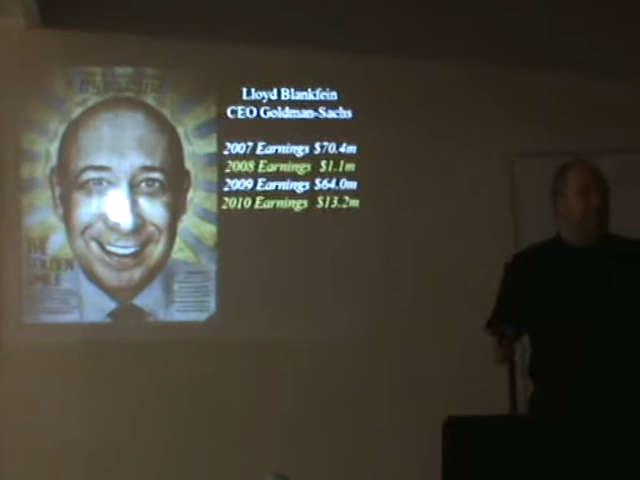 Lloyd Blankfein
CEO Goldman-Sachs
2007 Earnings $70.4m
2008 Earnings $1.1m
2009 Earnings $64.0m
2010 Earnings $13.2m